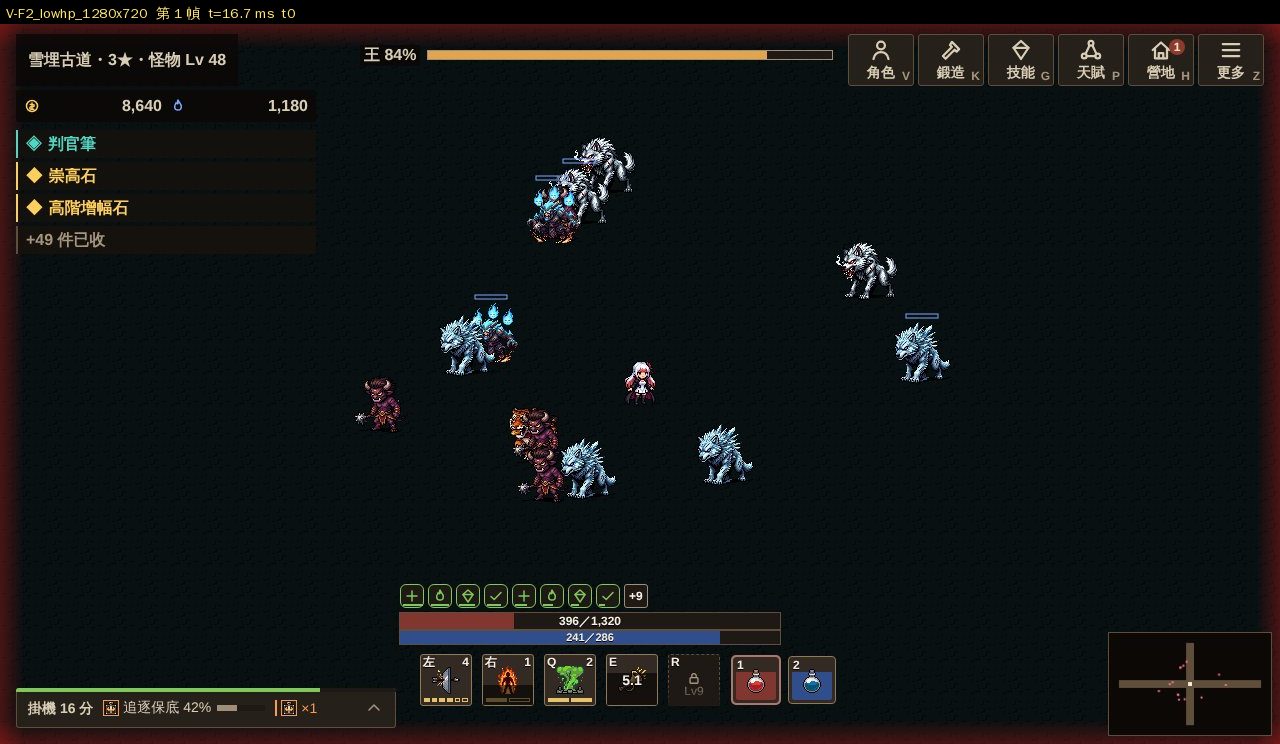 V-F2_lowhp_1280x720 第 1 幀 t=16.7 ms t0
雪埋古道・3★・怪物 Lv 48
王 84%
角色 V
鍛造 K
技能 G
天賦 P
營地 H 1
更多 Z
8,640 1,180
判官筆
崇高石
高階增幅石
+49 件已收
+9
396／1,320
241／286
左 4
右 1
Q 2
E 5.1
R Lv9
1
2
掛機 16 分 追逐保底 42% ×1